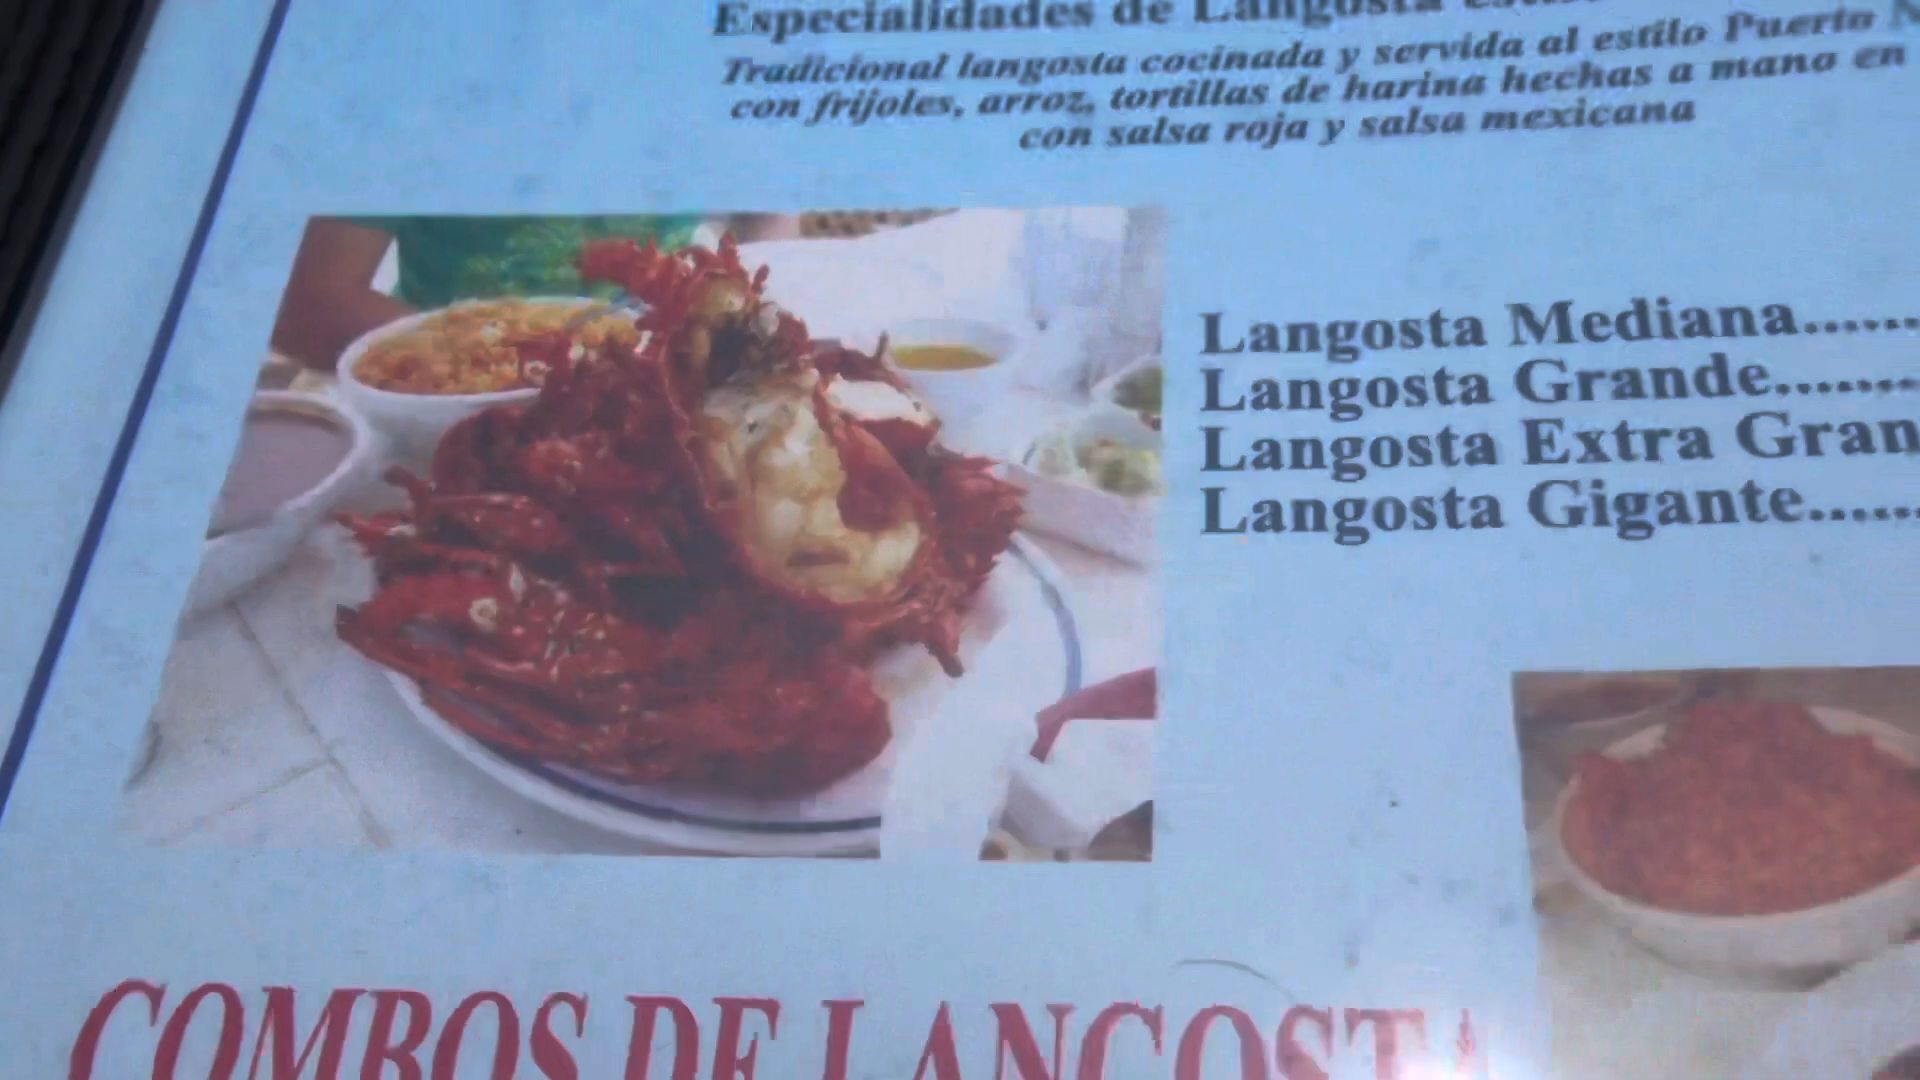 Especialidades de Langosta
Tradicional langosta cocinada y servida al estilo Puerto
con frijoles, arroz, tortillas de harina hechas a mano en
con salsa roja y salsa mexicana
Langosta Mediana......
Langosta Grande.......
Langosta Extra Gran
Langosta Gigante......
COMBOS DE LANGOSTA